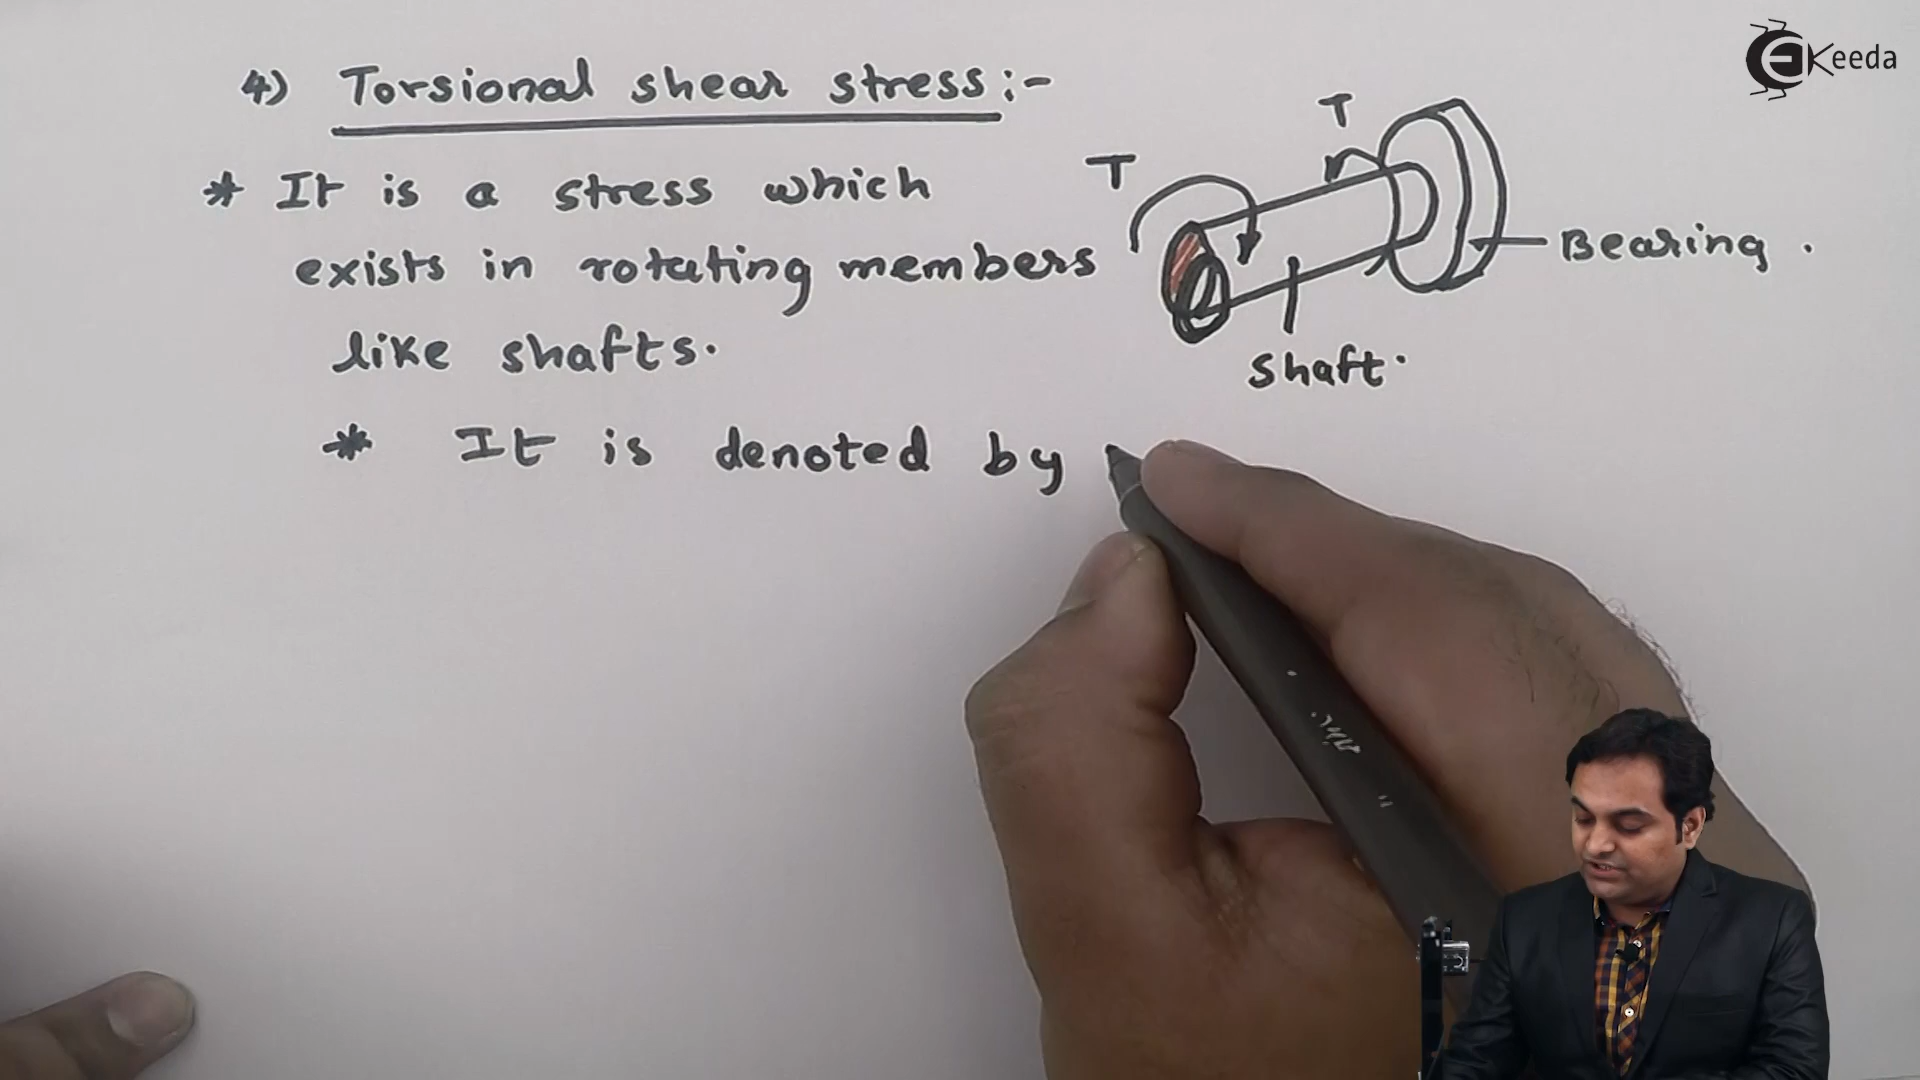 4) Torsional shear stress:-
* It is a stress which
exists in rotating members
like shafts.
* It is denoted by
T
T
Bearing.
Shaft.
EKeeda